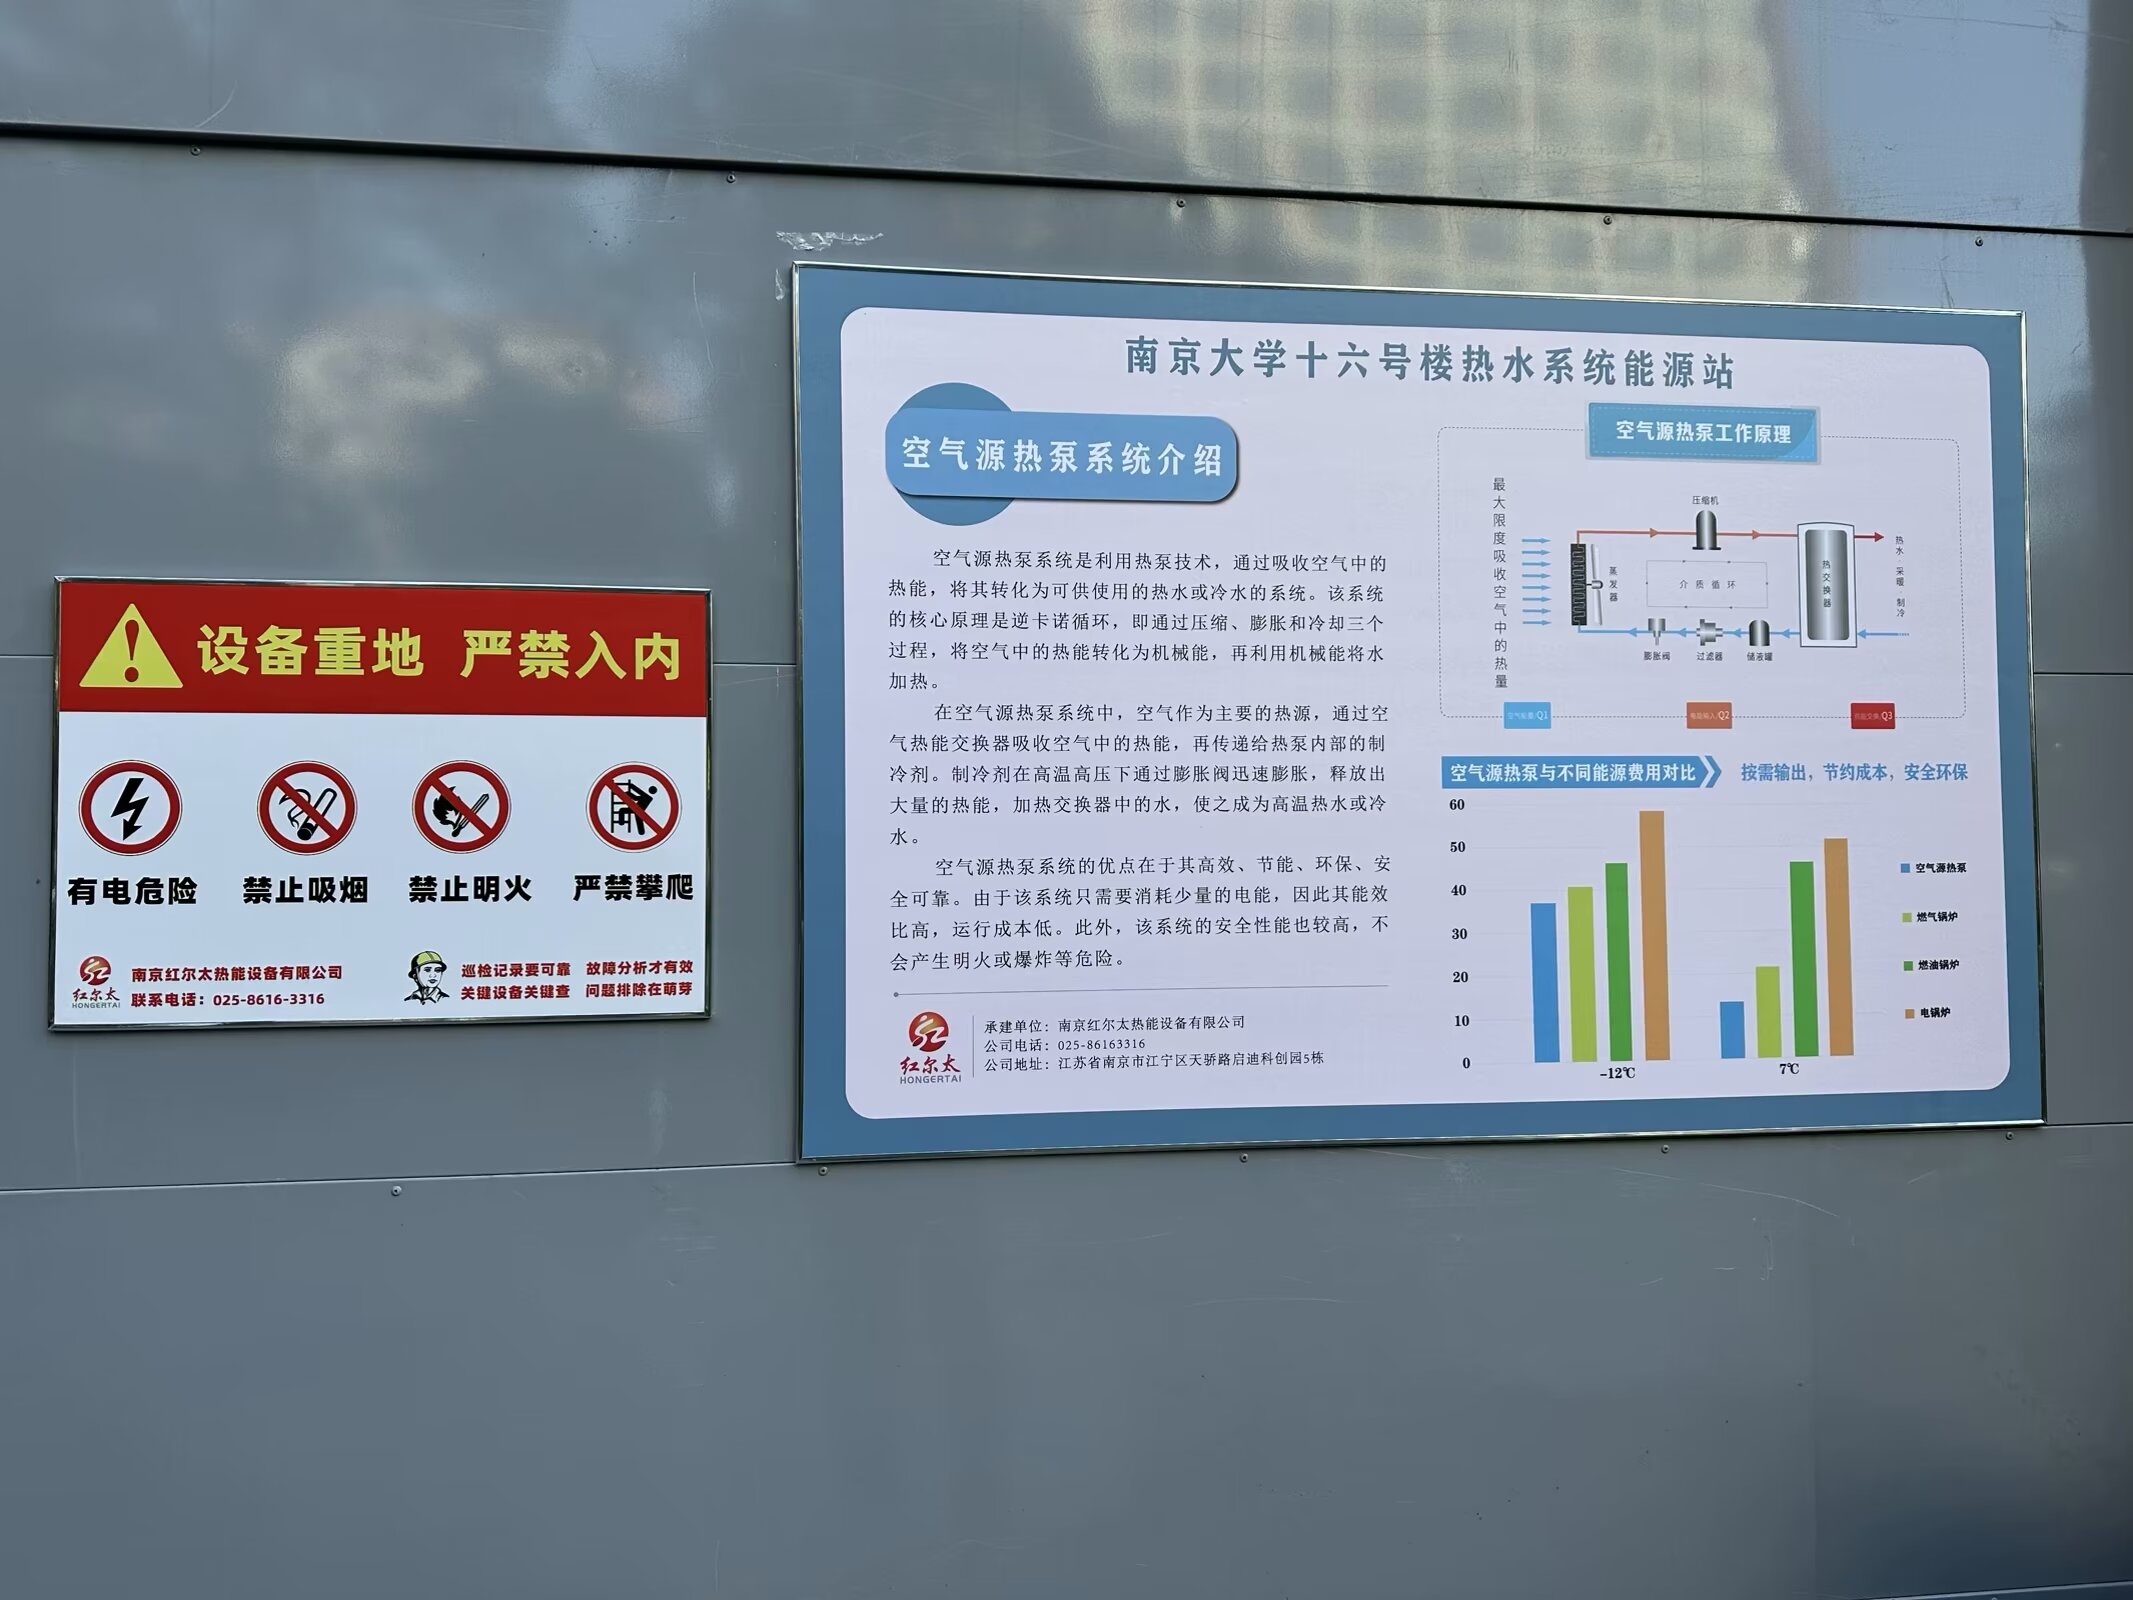 设备重地 严禁入内
有电危险
禁止吸烟
禁止明火
严禁攀爬
红尔太
HONGERTAI
南京红尔太热能设备有限公司
联系电话：025-8616-3316
巡检记录要可靠 故障分析才有效
关键设备关键查 问题排除在萌芽
南京大学十六号楼热水系统能源站
空气源热泵系统介绍
空气源热泵系统是利用热泵技术，通过吸收空气中的
热能，将其转化为可供使用的热水或冷水的系统。该系统
的核心原理是逆卡诺循环，即通过压缩、膨胀和冷却三个
过程，将空气中的热能转化为机械能，再利用机械能将水
加热。
在空气源热泵系统中，空气作为主要的热源，通过空
气热能交换器吸收空气中的热能，再传递给热泵内部的制
冷剂。制冷剂在高温高压下通过膨胀阀迅速膨胀，释放出
大量的热能，加热交换器中的水，使之成为高温热水或冷
水。
空气源热泵系统的优点在于其高效、节能、环保、安
全可靠。由于该系统只需要消耗少量的电能，因此其能效
比高，运行成本低。此外，该系统的安全性能也较高，不
会产生明火或爆炸等危险。
红尔太
HONGERTAI
承建单位：南京红尔太热能设备有限公司
公司电话：025-86163316
公司地址：江苏省南京市江宁区天骄路启迪科创园5栋
空气源热泵工作原理
最大限度吸收空气中的热量
压缩机
蒸发器
介质循环
热交换器
热水 采暖 制冷
膨胀阀
过滤器
储液罐
空气能量/Q1
电能输入/Q2
热能交换/Q3
空气源热泵与不同能源费用对比
按需输出，节约成本，安全环保
60
50
40
30
20
10
0
-12℃
7℃
空气源热泵
燃气锅炉
燃油锅炉
电锅炉